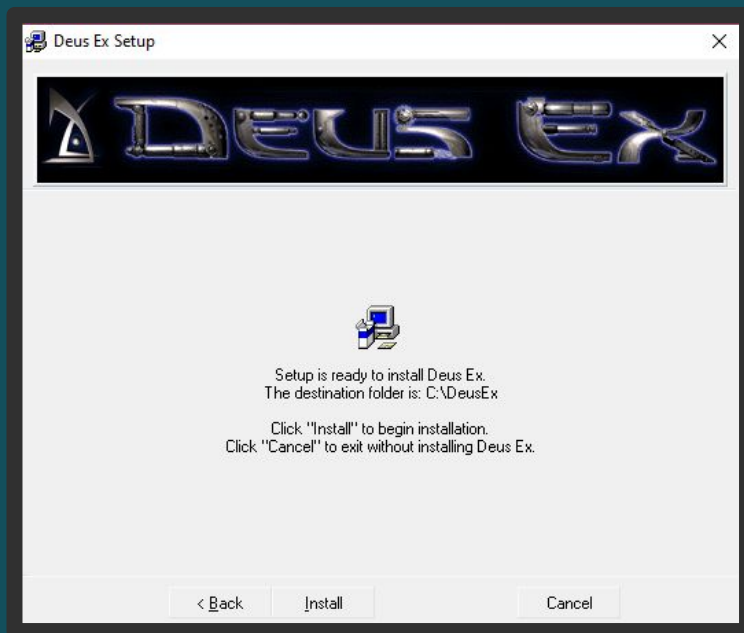 Deus Ex Setup
DEUS EX
Setup is ready to install Deus Ex.
The destination folder is: C:\DeusEx
Click "Install" to begin installation.
Click "Cancel" to exit without installing Deus Ex.
< Back
Install
Cancel